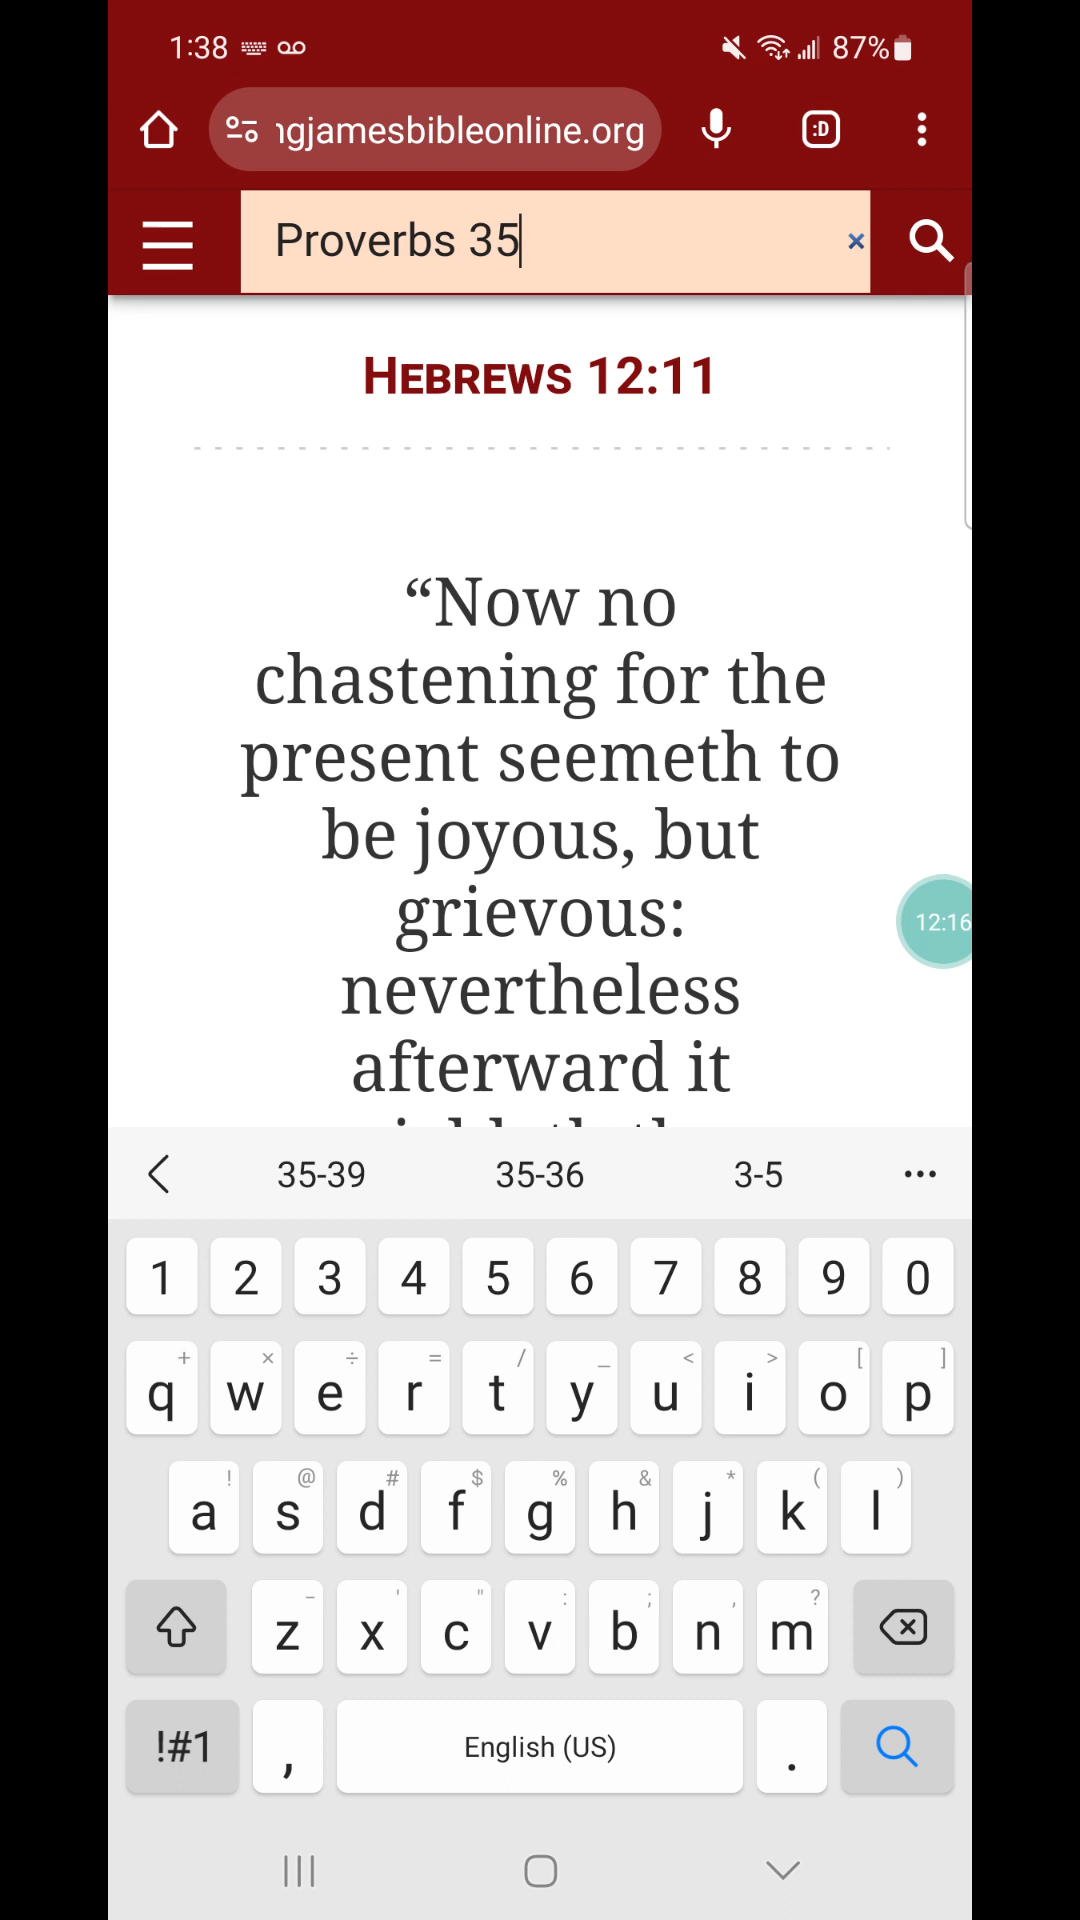 1:38
87%
ngjamesbibleonline.org
:D
Proverbs 35
×
HEBREWS 12:11
“Now no
chastening for the
present seemeth to
be joyous, but
grievous:
nevertheless
afterward it
12:16
35-39 35-36 3-5 •••
1 2 3 4 5 6 7 8 9 0
+ × ÷ = / _ < > [ ]
q w e r t y u i o p
! @ # $ % & * ( )
a s d f g h j k l
- ' " : ; , ?
z x c v b n m
!#1 , English (US) .